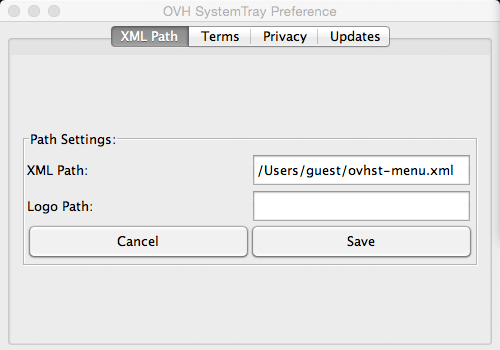 OVH SystemTray Preference
XML Path Terms Privacy Updates
Path Settings:
XML Path: /Users/guest/ovhst-menu.xml
Logo Path:
Cancel Save